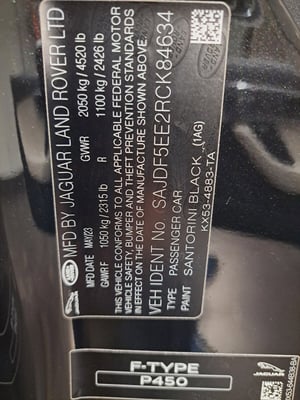 MFD BY JAGUAR LAND ROVER LTD
MFD DATE MAY/23 GVWR 2050 kg/4520 lb
GAWR F 1050 kg/2315 lb R 1100 kg/2426 lb
THIS VEHICLE CONFORMS TO ALL APPLICABLE FEDERAL MOTOR
VEHICLE SAFETY, BUMPER AND THEFT PREVENTION STANDARDS
IN EFFECT ON THE DATE OF MANUFACTURE SHOWN ABOVE.
VEH IDENT No SAJDF5EE2RCK84634
TYPE PASSENGER CAR
PAINT SANTORINI BLACK (1AG)
KX53-4883-TA
F-TYPE
P450
JAGUAR